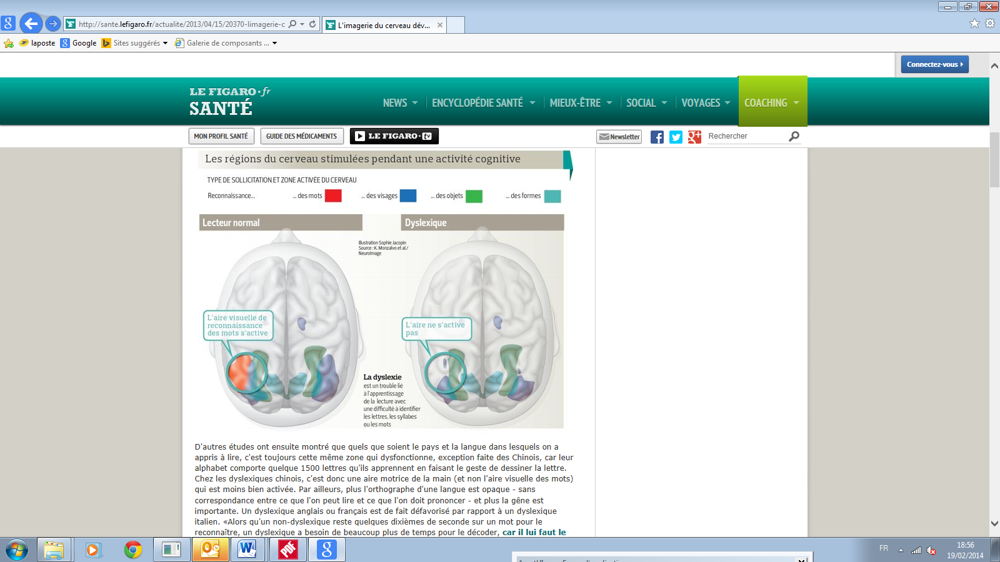 http://sante.lefigaro.fr/actualite/2013/04/15/20370-limagerie-c
L'imagerie du cerveau dév...
laposte
Google
Sites suggérés
Galerie de composants ...
Connectez-vous
LE FIGARO·fr
SANTÉ
NEWS
ENCYCLOPÉDIE SANTÉ
MIEUX-ÊTRE
SOCIAL
VOYAGES
COACHING
MON PROFIL SANTÉ
GUIDE DES MÉDICAMENTS
LE FIGARO·tv
Newsletter
Rechercher
Les régions du cerveau stimulées pendant une activité cognitive
TYPE DE SOLLICITATION ET ZONE ACTIVÉE DU CERVEAU
Reconnaissance...
... des mots
... des visages
... des objets
... des formes
Lecteur normal
Dyslexique
Illustration Sophie Jacopin
Source : K. Monzalvo et al./
NeuroImage
L'aire visuelle de
reconnaissance
des mots s'active
L'aire ne s'active
pas
La dyslexie
est un trouble lié
à l'apprentissage
de la lecture avec
une difficulté à identifier
les lettres, les syllabes
ou les mots
D'autres études ont ensuite montré que quels que soient le pays et la langue dans lesquels on a
appris à lire, c'est toujours cette même zone qui dysfonctionne, exception faite des Chinois, car leur
alphabet comporte quelque 1500 lettres qu'ils apprennent en faisant le geste de dessiner la lettre.
Chez les dyslexiques chinois, c'est donc une aire motrice de la main (et non l'aire visuelle des mots)
qui est moins bien activée. Par ailleurs, plus l'orthographe d'une langue est opaque - sans
correspondance entre ce que l'on peut lire et ce que l'on doit prononcer - et plus la gêne est
importante. Un dyslexique anglais ou français est de fait défavorisé par rapport à un dyslexique
italien. «Alors qu'un non-dyslexique reste quelques dixièmes de seconde sur un mot pour le
reconnaître, un dyslexique a besoin de beaucoup plus de temps pour le décoder, car il lui faut le
FR
18:56
19/02/2014